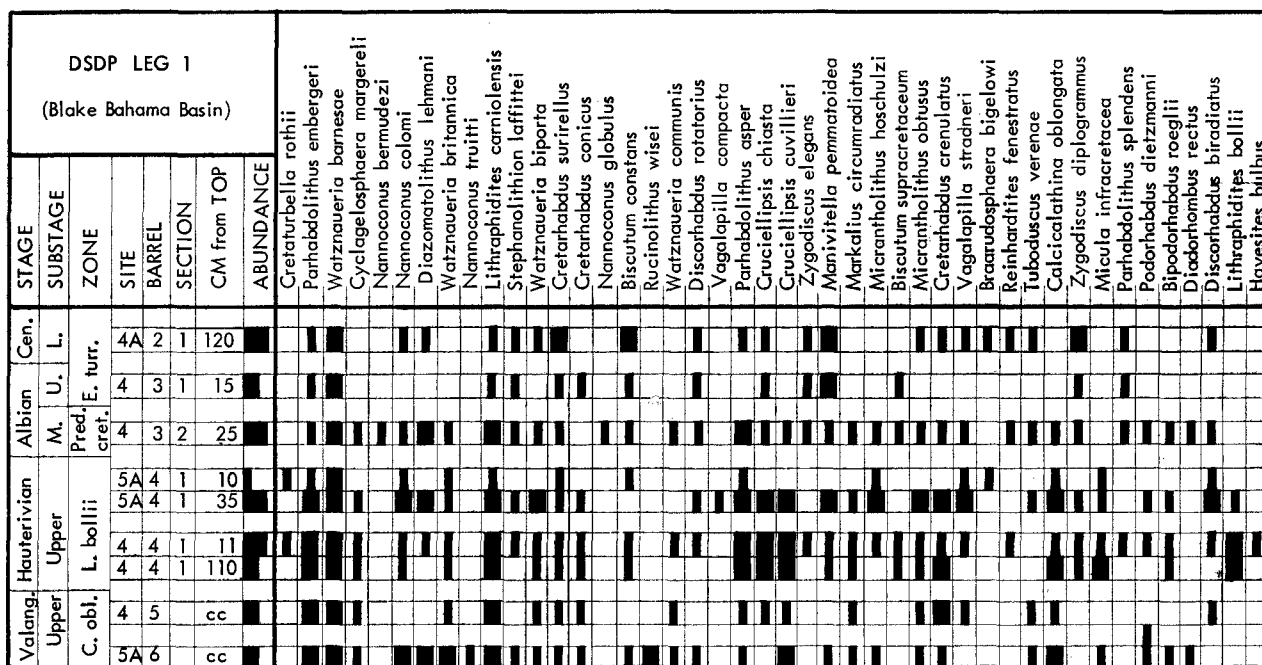 DSDP LEG 1
(Blake Bahama Basin)
STAGE
SUBSTAGE
ZONE
SITE
BARREL
SECTION
CM from TOP
ABUNDANCE
Cretaturbella rothii
Parhabdolithus embergeri
Watznaueria barnesae
Cyclagelosphaera margereli
Nannoconus bermudezi
Nannoconus colomi
Diazomatolithus lehmani
Watznaueria britannica
Nannoconus truitti
Lithraphidites carniolensis
Stephanolithion laffittei
Watznaueria biporta
Cretarhabdus surirellus
Cretarhabdus conicus
Nannoconus globulus
Biscutum constans
Rucinolithus wisei
Watznaueria communis
Discorhabdus rotatorius
Vagalapilla compacta
Parhabdolithus asper
Cruciellipsis chiasta
Cruciellipsis cuvillieri
Zygodiscus elegans
Manivitella pemmatoidea
Markalius circumradiatus
Micrantholithus hoschulzi
Biscutum supracretaceum
Micrantholithus obtusus
Cretarhabdus crenulatus
Vagalapilla stradneri
Braarudosphaera bigelowi
Reinhardtites fenestratus
Tubodiscus verenae
Calcicalathina oblongata
Zygodiscus diplogrammus
Micula infracretacea
Parhabdolithus splendens
Podorhabdus dietzmanni
Bipodorhabdus roeglii
Diadorhombus rectus
Discorhabdus biradiatus
Lithraphidites bollii
Hayesites bulbus
Cen. L. E. turr. 4A 2 1 120
Albian U. 4 3 1 15
M. Pred. cret. 4 3 2 25
Hauterivian Upper L. bollii 5A 4 1 10
5A 4 1 35
4 4 1 11
4 4 1 110
Valang. Upper C. obl. 4 5 cc
5A 6 cc